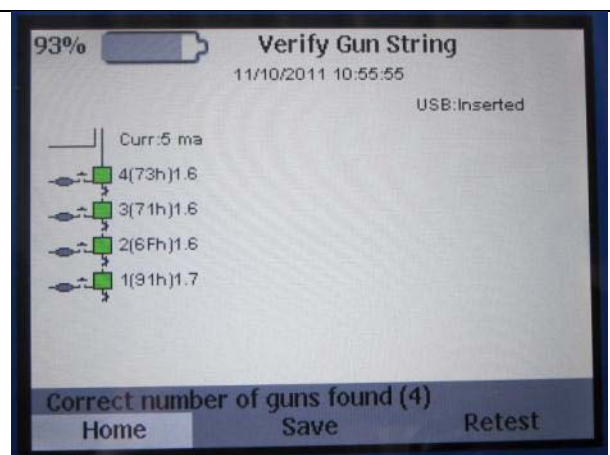 93% Verify Gun String
11/10/2011 10:55:55
USB:Inserted
Curr:5 ma
4(73h)1.6
3(71h)1.6
2(6Fh)1.6
1(91h)1.7
Correct number of guns found (4)
Home Save Retest